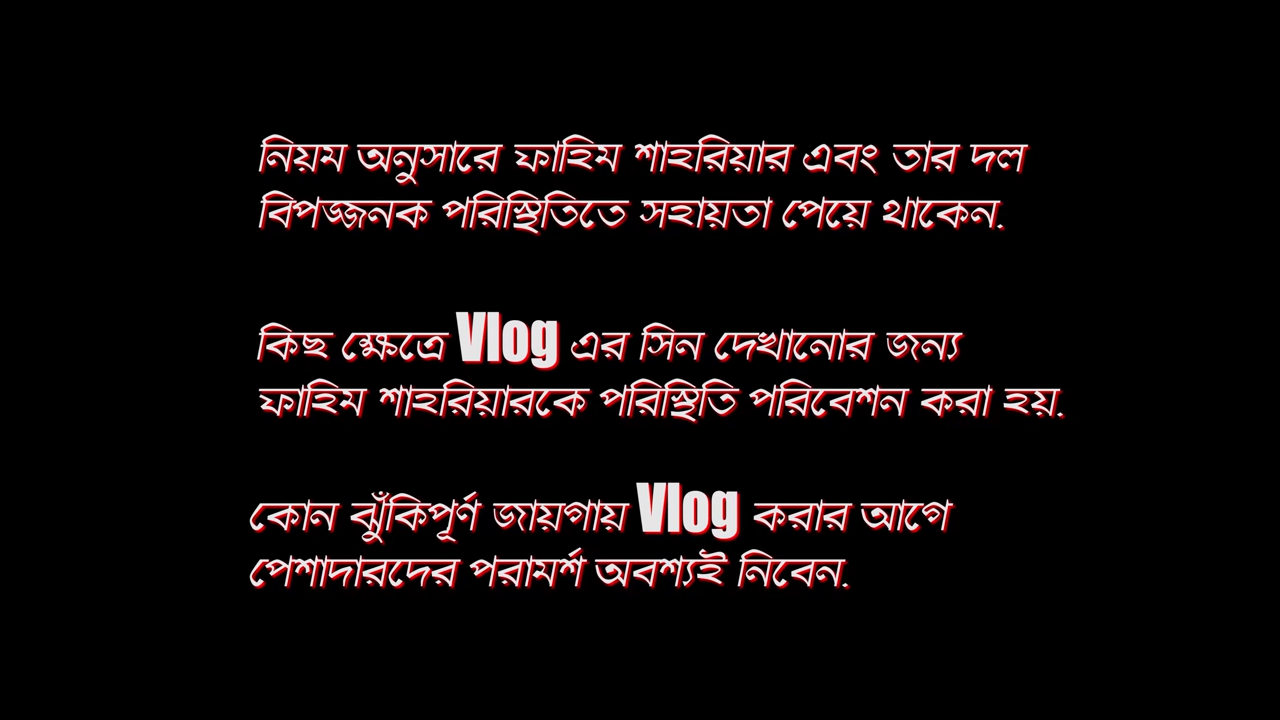 নিয়ম অনুসারে ফাহিম শাহরিয়ার এবং তার দল
বিপজ্জনক পরিস্থিতিতে সহায়তা পেয়ে থাকেন.
কিছ ক্ষেত্রে Vlog এর সিন দেখানোর জন্য
ফাহিম শাহরিয়ারকে পরিস্থিতি পরিবেশন করা হয়.
কোন ঝুঁকিপূর্ণ জায়গায় Vlog করার আগে
পেশাদারদের পরামর্শ অবশ্যই নিবেন.